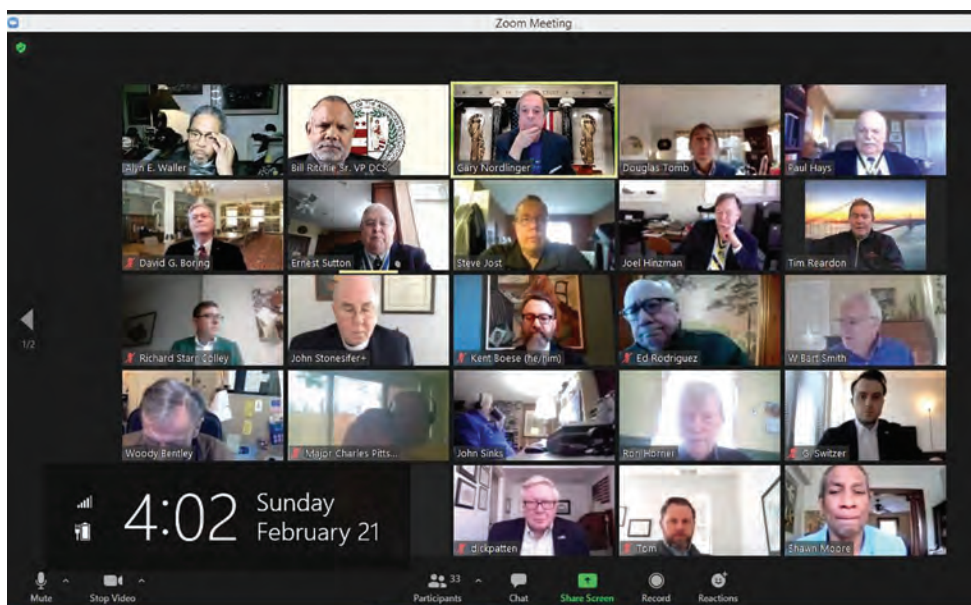 Zoom Meeting
Alyn E. Waller
Bill Ritchie Sr. VP DCS
Gary Nordlinger
Douglas Tomb
Paul Hays
David G. Boring
Ernest Sutton
Steve Jost
Joel Hinzman
Tim Reardon
1/2
Richard Starr Colley
John Stonesifer+
Kent Boese (he/him)
Ed Rodriguez
W Bart Smith
Woody Bentley
Major Charles Pitts...
John Sinks
Ron Horner
G. Switzer
4:02
Sunday
February 21
dickpatten
Tom
Shawn Moore
Mute
Stop Video
33
Participants
Chat
Share Screen
Record
Reactions